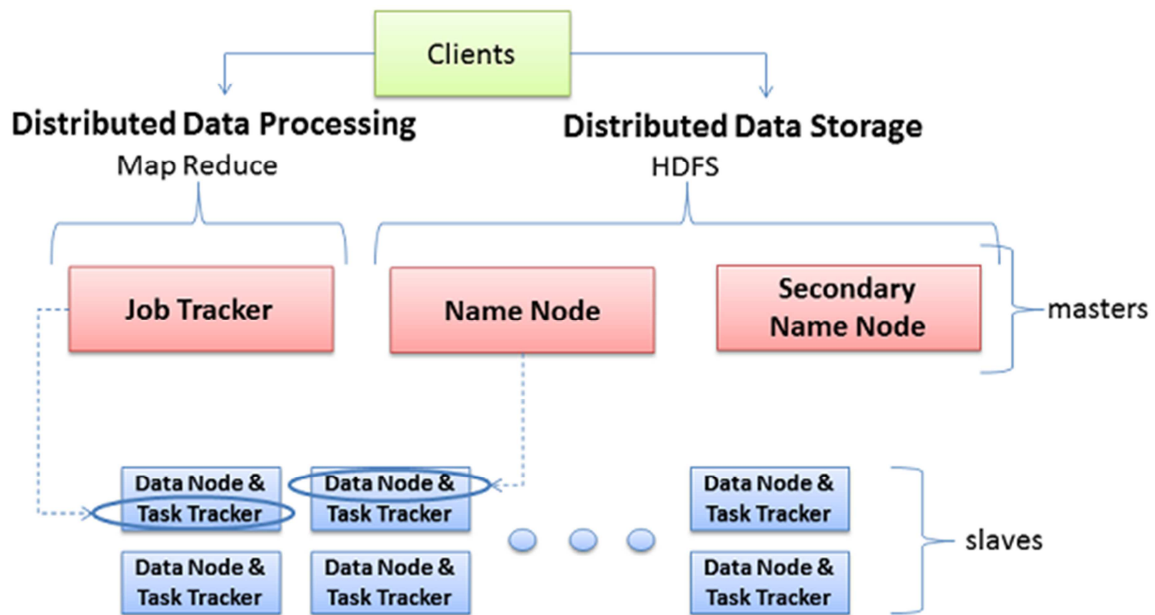 Clients
Distributed Data Processing
Map Reduce
Distributed Data Storage
HDFS
Job Tracker
Name Node
Secondary
Name Node
masters
Data Node &
Task Tracker
Data Node &
Task Tracker
Data Node &
Task Tracker
Data Node &
Task Tracker
Data Node &
Task Tracker
Data Node &
Task Tracker
slaves